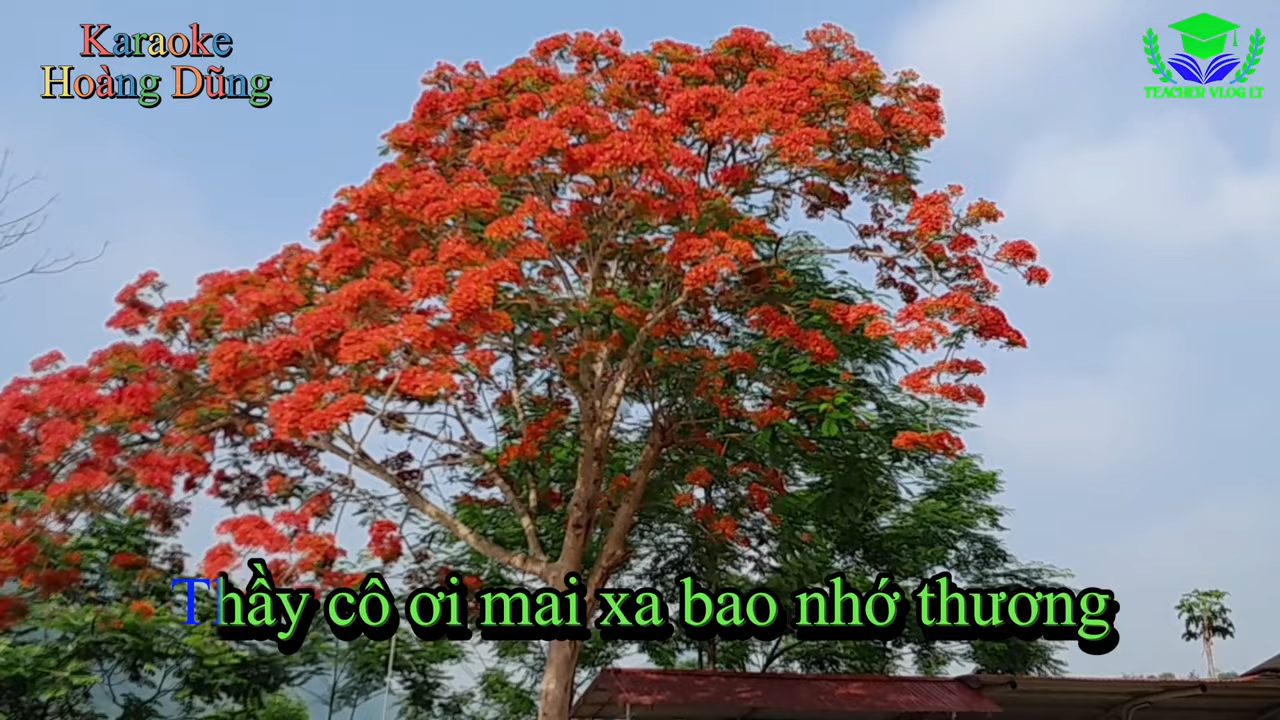 Karaoke
Hoàng Dũng
TEACHER VLOG LT
Thầy cô ơi mai xa bao nhớ thương